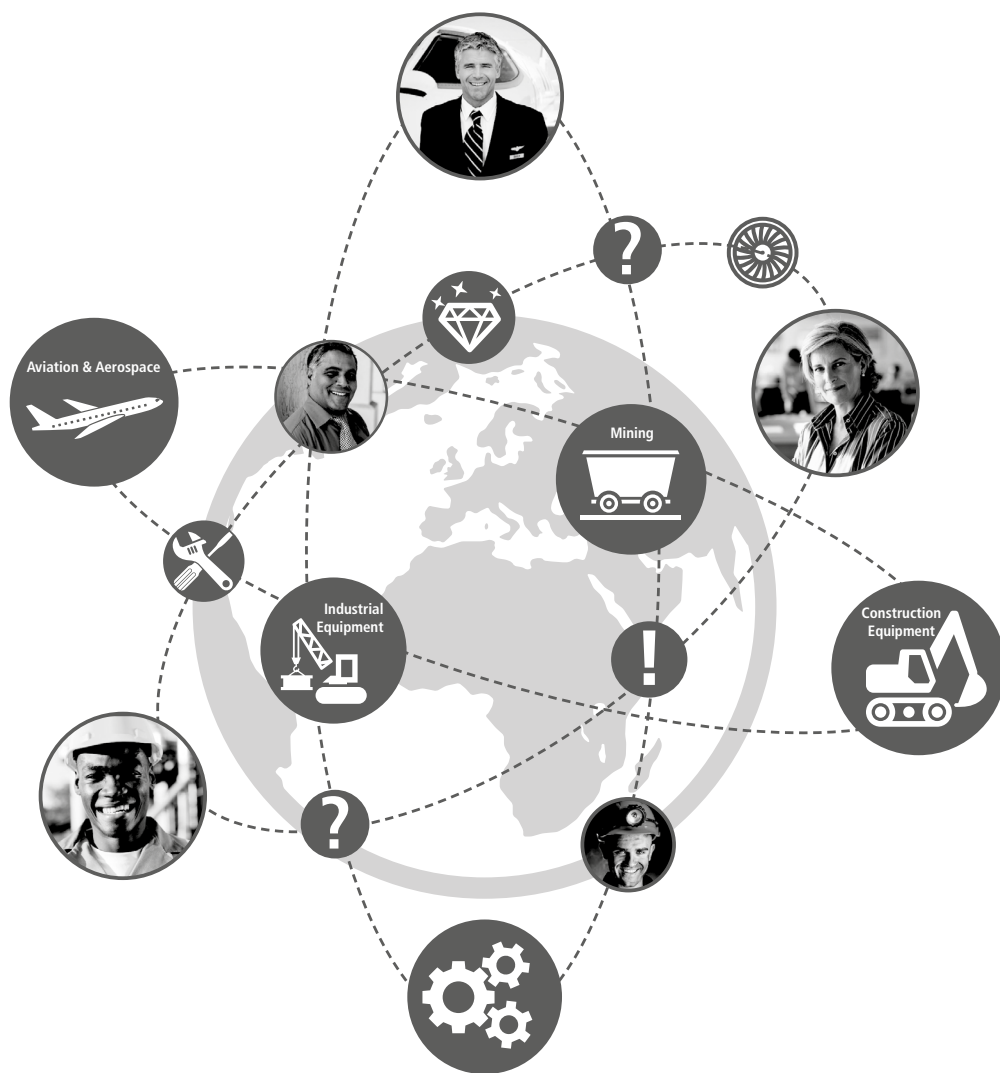 ?
Aviation & Aerospace
Mining
Industrial
Equipment
Construction
Equipment
!
?